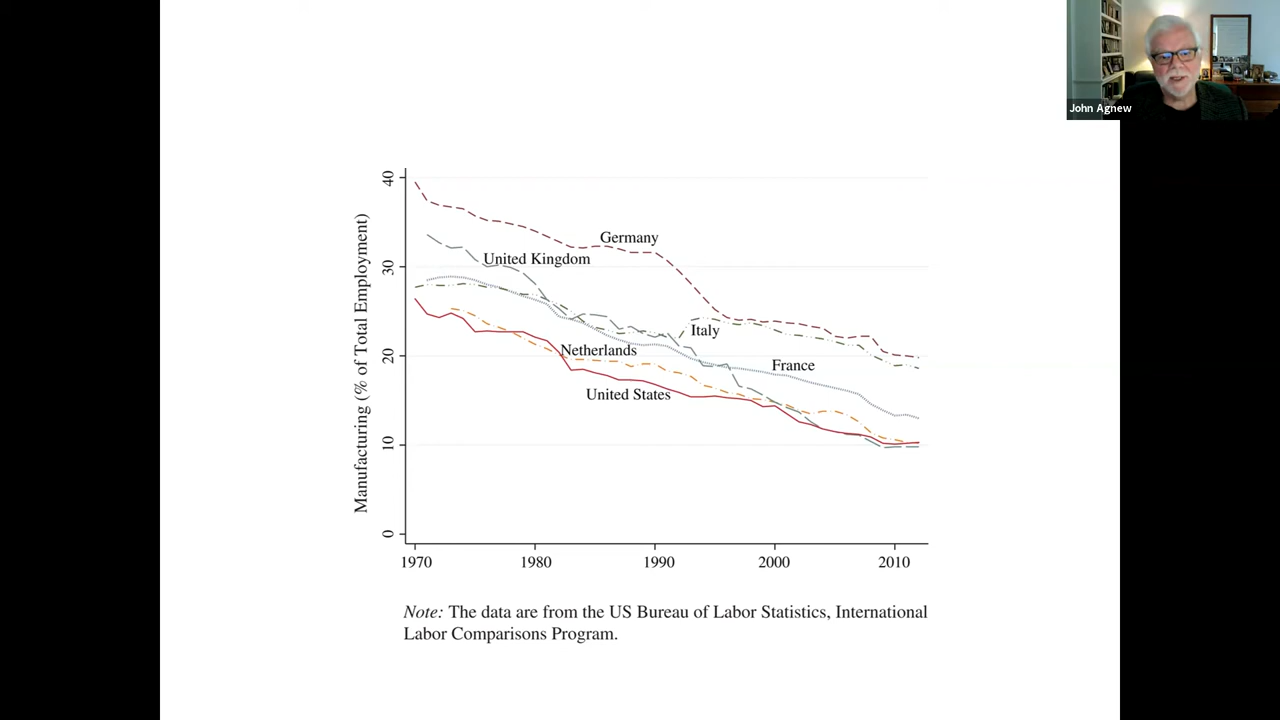 John Agnew
Manufacturing (% of Total Employment)
40
30
20
10
0
Germany
United Kingdom
Italy
Netherlands
France
United States
1970 1980 1990 2000 2010
Note: The data are from the US Bureau of Labor Statistics, International
Labor Comparisons Program.